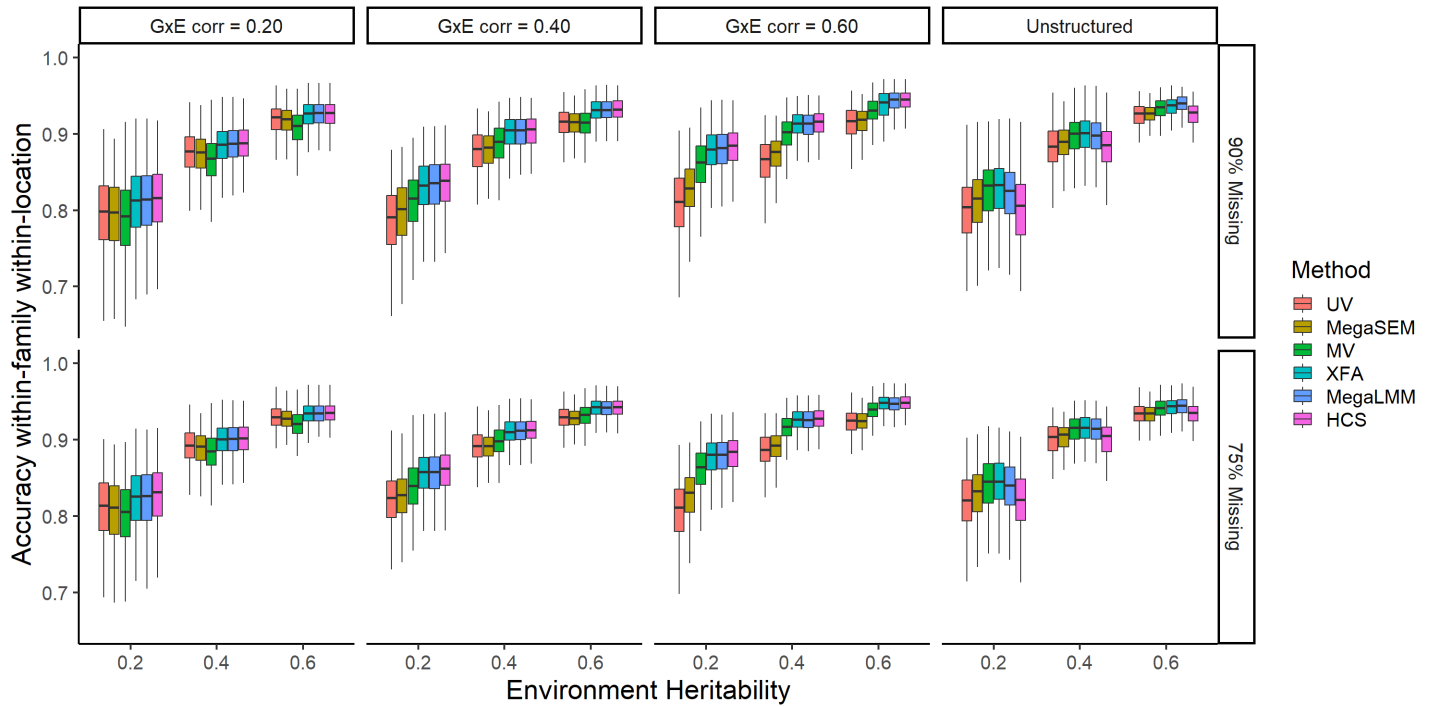 GxE corr = 0.20
GxE corr = 0.40
GxE corr = 0.60
Unstructured
Accuracy within-family within-location
1.0
0.9
0.8
0.7
90% Missing
1.0
0.9
0.8
0.7
75% Missing
0.2 0.4 0.6
0.2 0.4 0.6
0.2 0.4 0.6
0.2 0.4 0.6
Environment Heritability
Method
UV
MegaSEM
MV
XFA
MegaLMM
HCS